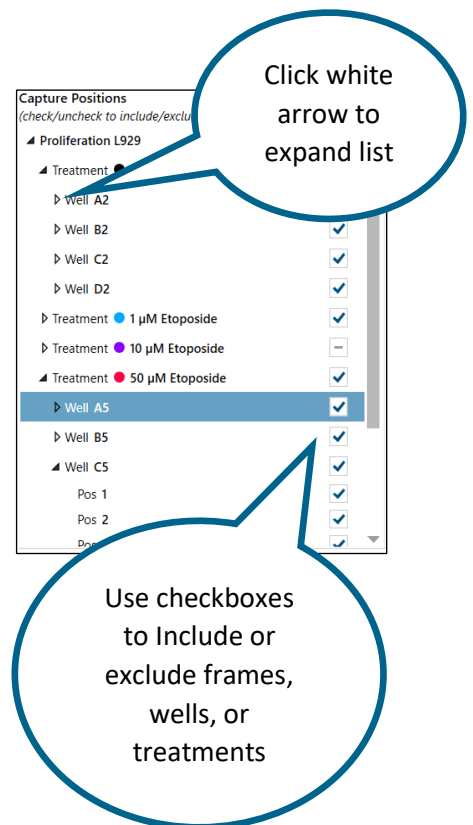 Click white
arrow to
expand list
Capture Positions
(check/uncheck to
Proliferation L929
Treatment
Well A2
Well B2
Well C2
Well D2
Treatment 1 µM Etoposide
Treatment 10 µM Etoposide
Treatment 50 µM Etoposide
Well A5
Well B5
Well C5
Pos 1
Pos 2
Use checkboxes
to Include or
exclude frames,
wells, or
treatments